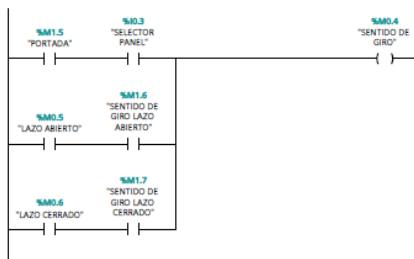 %M1.5
"PORTADA"
%I0.3
"SELECTOR
PANEL"
%M0.4
"SENTIDO DE
GIRO"
%M0.5
"LAZO ABIERTO"
%M1.6
"SENTIDO DE
GIRO LAZO
ABIERTO"
%M0.6
"LAZO CERRADO"
%M1.7
"SENTIDO DE
GIRO LAZO
CERRADO"